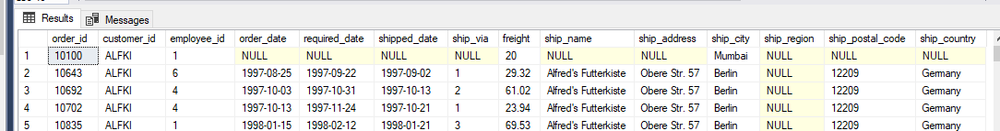 Results Messages
order_id customer_id employee_id order_date required_date shipped_date ship_via freight ship_name ship_address ship_city ship_region ship_postal_code ship_country
1 10100 ALFKI 1 NULL NULL NULL NULL 20 NULL NULL Mumbai NULL NULL NULL
2 10643 ALFKI 6 1997-08-25 1997-09-22 1997-09-02 1 29.32 Alfred's Futterkiste Obere Str. 57 Berlin NULL 12209 Germany
3 10692 ALFKI 4 1997-10-03 1997-10-31 1997-10-13 2 61.02 Alfred's Futterkiste Obere Str. 57 Berlin NULL 12209 Germany
4 10702 ALFKI 4 1997-10-13 1997-11-24 1997-10-21 1 23.94 Alfred's Futterkiste Obere Str. 57 Berlin NULL 12209 Germany
5 10835 ALFKI 1 1998-01-15 1998-02-12 1998-01-21 3 69.53 Alfred's Futterkiste Obere Str. 57 Berlin NULL 12209 Germany